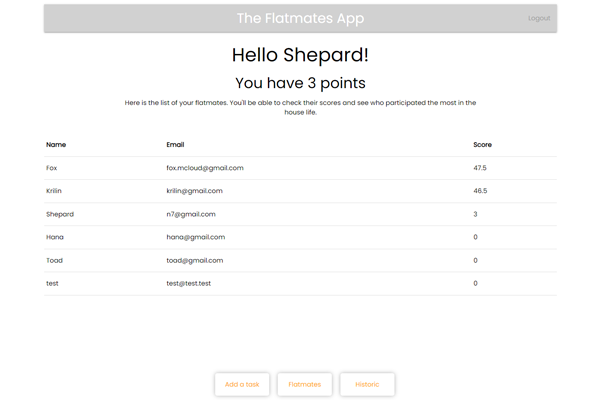 The Flatmates App
Logout
Hello Shepard!
You have 3 points
Here is the list of your flatmates. You'll be able to check their scores and see who participated the most in the
house life.
Name Email Score
Fox fox.mcloud@gmail.com 47.5
Krilin krilin@gmail.com 46.5
Shepard n7@gmail.com 3
Hana hana@gmail.com 0
Toad toad@gmail.com 0
test test@test.test 0
Add a task Flatmates Historic